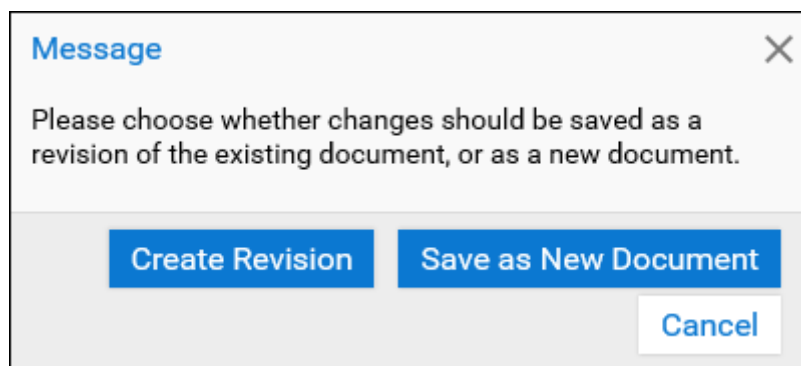 Message
Please choose whether changes should be saved as a
revision of the existing document, or as a new document.
Create Revision
Save as New Document
Cancel